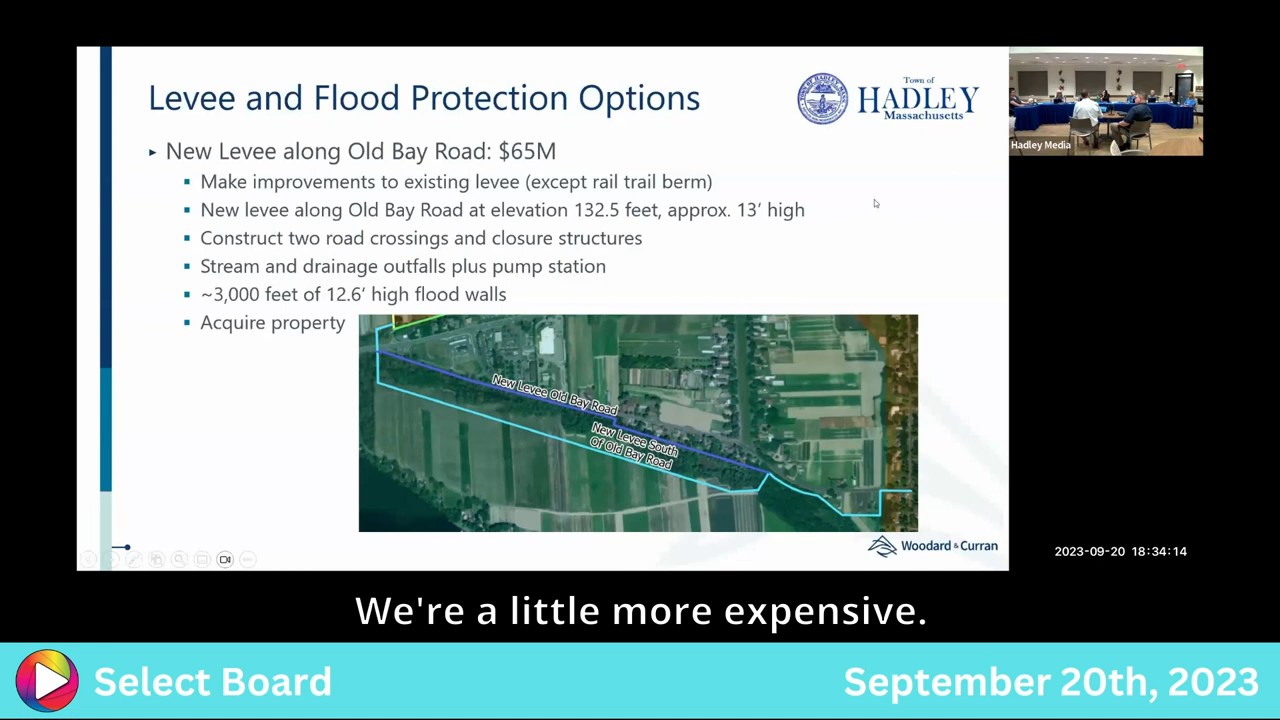 Levee and Flood Protection Options
Town of
HADLEY
Massachusetts
▸ New Levee along Old Bay Road: $65M
▪ Make improvements to existing levee (except rail trail berm)
▪ New levee along Old Bay Road at elevation 132.5 feet, approx. 13’ high
▪ Construct two road crossings and closure structures
▪ Stream and drainage outfalls plus pump station
▪ ~3,000 feet of 12.6’ high flood walls
▪ Acquire property
New Levee Old Bay Road
New Levee South
Of Old Bay Road
Woodard & Curran
Hadley Media
2023-09-20 18:34:14
We're a little more expensive.
Select Board
September 20th, 2023